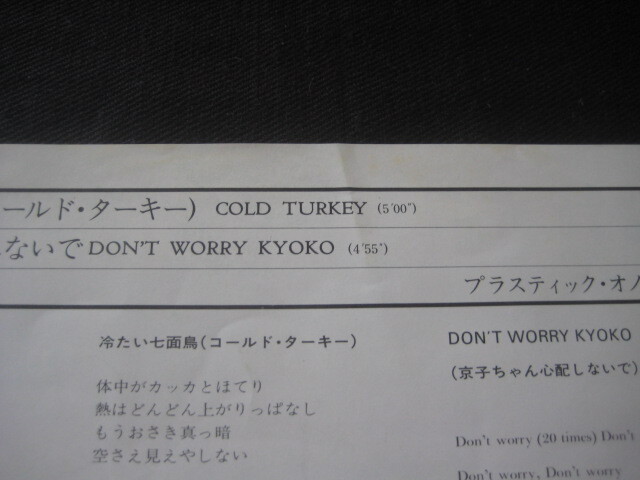 ールド・ターキー) COLD TURKEY (5′00″)
ないでDON'T WORRY KYOKO (4′55″)
プラスティック・オノ
冷たい七面鳥(コールド・ターキー)
体中がカッカとほてり
熱はどんどん上がりっぱなし
もうおさき真っ暗
空さえ見えやしない
DON'T WORRY KYOKO
(京子ちゃん心配しないで)
Don't worry (20 times) Don't
Don't worry, Don't worry